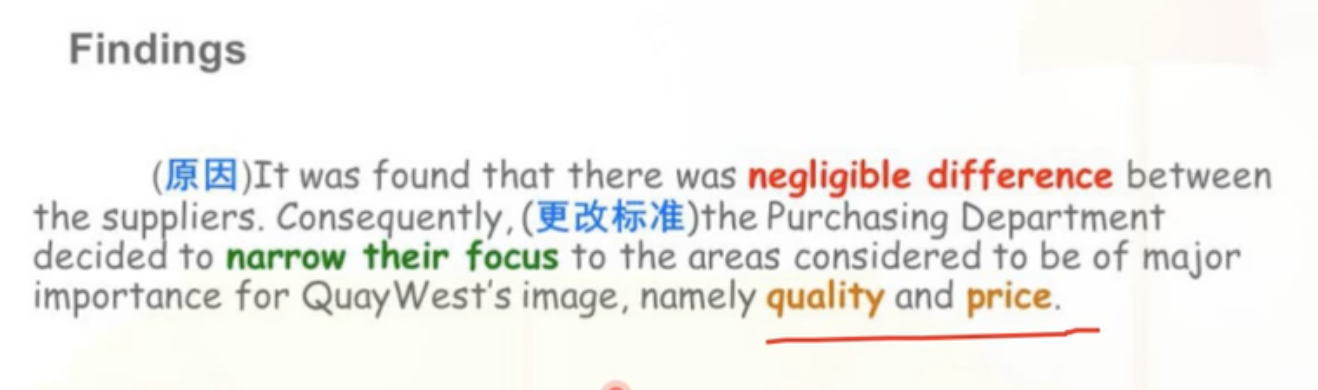 Findings
(原因)It was found that there was negligible difference between
the suppliers. Consequently, (更改标准)the Purchasing Department
decided to narrow their focus to the areas considered to be of major
importance for QuayWest's image, namely quality and price.